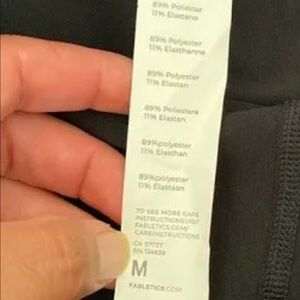 89% Poliéster
11% Elastano
89% Polyester
11% Elasthanne
89% Polyester
11% Elastan
89% Poliestere
11% Elastan
89%polyester
11% Elasthan
89%polyester
11% Elastaan
TO SEE MORE CARE
INSTRUCTIONS,VISIT
FABLETICS.COM/
CAREINSTRUCTIONS
CA 57737
RN 134658
M
FABLETICS.COM